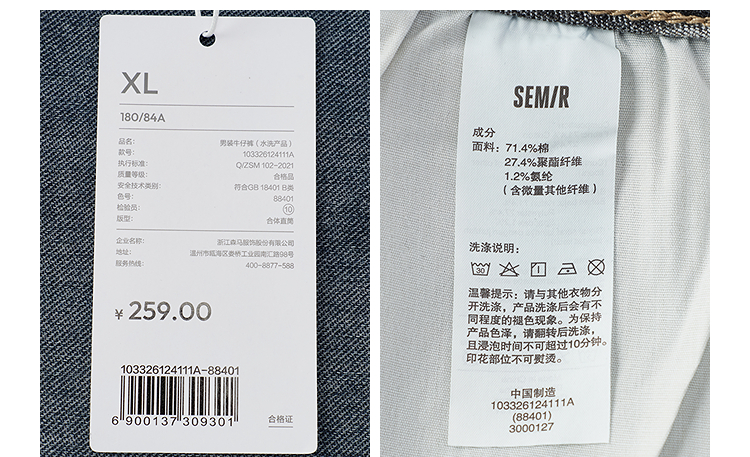 XL
180/84A
品名： 男装牛仔裤（水洗产品）
款号： 103326124111A
执行标准： Q/ZSM 102-2021
质量等级： 合格品
安全技术类别： 符合GB 18401 B类
色号： 88401
检验员： 10
版型： 合体直筒
企业名称： 浙江森马服饰股份有限公司
地址： 温州市瓯海区娄桥工业园南汇路98号
服务热线： 400-8877-588
¥ 259.00
103326124111A-88401
6 900137 309301
合格证
SEM/R
成分
面料：71.4%棉
27.4%聚酯纤维
1.2%氨纶
（含微量其他纤维）
洗涤说明：
30
温馨提示：请与其他衣物分
开洗涤，产品洗涤后会有不
同程度的褪色现象。为保持
产品色泽，请翻转后洗涤，
且浸泡时间不可超过10分钟。
印花部位不可熨烫。
中国制造
103326124111A
(88401)
3000127